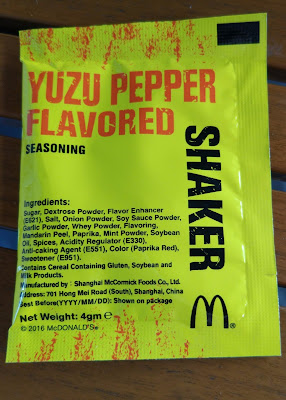 YUZU PEPPER
FLAVORED
SEASONING
SHAKER
Ingredients:
Sugar, Dextrose Powder, Flavor Enhancer
(E621), Salt, Onion Powder, Soy Sauce Powder,
Garlic Powder, Whey Powder, Flavoring,
Mandarin Peel, Paprika, Mint Powder, Soybean
Oil, Spices, Acidity Regulator (E330),
Anti-caking Agent (E551), Color (Paprika Red),
Sweetener (E951).
Contains Cereal Containing Gluten, Soybean and
Milk Products.
Manufactured by : Shanghai McCormick Foods Co., Ltd.
Address: 701 Hong Mei Road (South), Shanghai, China
Best Before(YYYY/MM/DD): Shown on package
Net Weight: 4gm ℮
© 2016 McDONALD'S
®